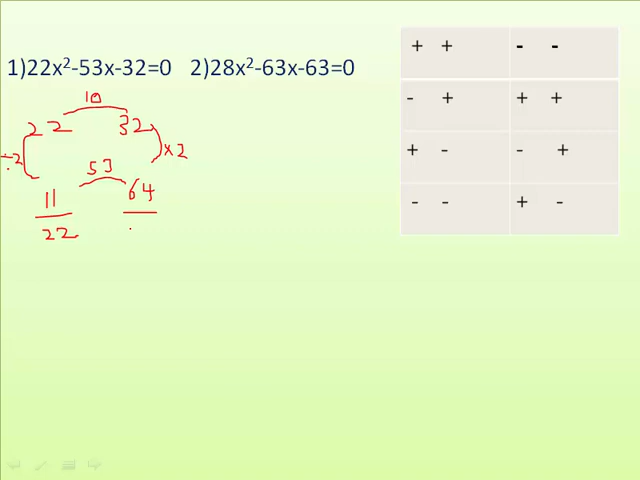 1)22x²-53x-32=0 2)28x²-63x-63=0
10
22 32
÷2 ×2
53
11 64
22
+ + - -
- + + +
+ - - +
- - + -